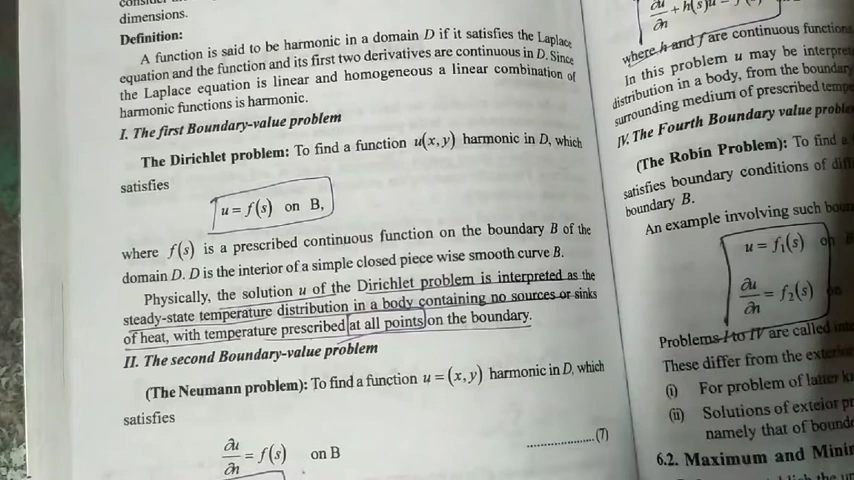 dimensions.
Definition:
A function is said to be harmonic in a domain D if it satisfies the Laplace
equation and the function and its first two derivatives are continuous in D. Since
the Laplace equation is linear and homogeneous a linear combination of
harmonic functions is harmonic.
I. The first Boundary-value problem
The Dirichlet problem: To find a function u(x, y) harmonic in D, which
satisfies
u = f(s) on B,
where f(s) is a prescribed continuous function on the boundary B of the
domain D. D is the interior of a simple closed piece wise smooth curve B.
Physically, the solution u of the Dirichlet problem is interpreted as the
steady-state temperature distribution in a body containing no sources or sinks
of heat, with temperature prescribed at all points on the boundary.
II. The second Boundary-value problem
(The Neumann problem): To find a function u = (x, y) harmonic in D, which
satisfies
∂u/∂n = f(s) on B ....................(7)
∂u/∂n + h(s)u =
where h and f are continuous functions
In this problem u may be
distribution in a body, from the boundary
surrounding medium of prescribed
IV. The Fourth Boundary value
(The Robin Problem): To find a
satisfies boundary conditions of
boundary B.
An example involving such
u = f₁(s) on
∂u/∂n = f₂(s) on
Problems I to IV are called
These differ from the
(i) For problem of latter
(ii) Solutions of exteior
namely that of
6.2. Maximum and